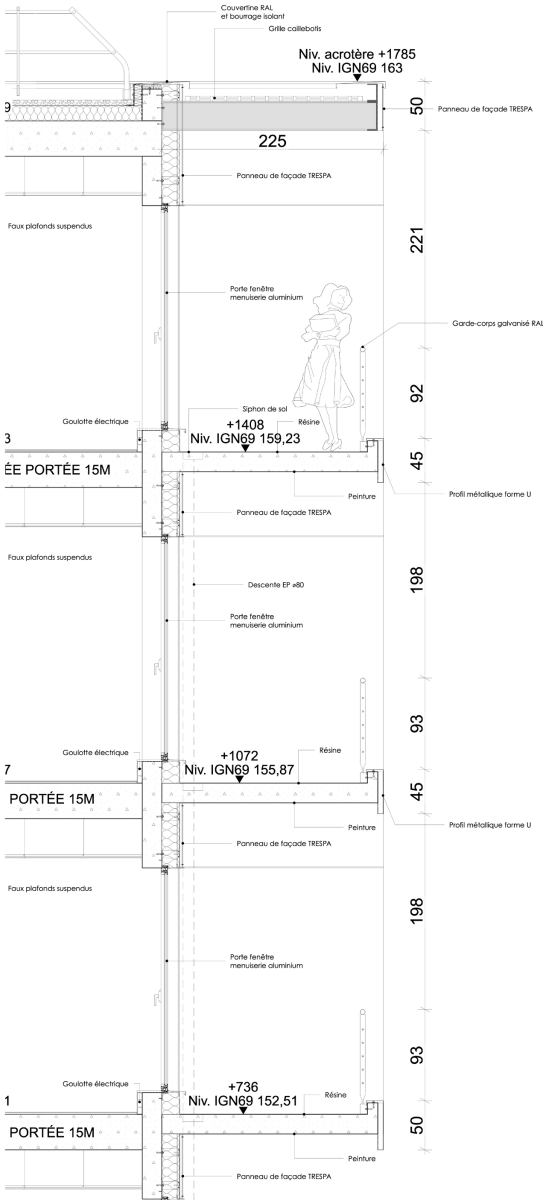 Couvertine RAL
et bourrage isolant
Grille caillebotis
Niv. acrotère +1785
Niv. IGN69 163
50
Panneau de façade TRESPA
9
225
Panneau de façade TRESPA
Faux plafonds suspendus
221
Porte fenêtre
menuiserie aluminium
Garde-corps galvanisé RAL
92
Siphon de sol
Goulotte électrique
+1408
Résine
3
Niv. IGN69 159,23
ÉE PORTÉE 15M
45
Peinture
Profil métallique forme U
Panneau de façade TRESPA
Faux plafonds suspendus
198
Descente EP ø80
Porte fenêtre
menuiserie aluminium
93
Goulotte électrique
+1072
Résine
7
Niv. IGN69 155,87
PORTÉE 15M
45
Peinture
Profil métallique forme U
Panneau de façade TRESPA
Faux plafonds suspendus
198
Porte fenêtre
menuiserie aluminium
93
Goulotte électrique
+736
Résine
1
Niv. IGN69 152,51
PORTÉE 15M
50
Peinture
Panneau de façade TRESPA